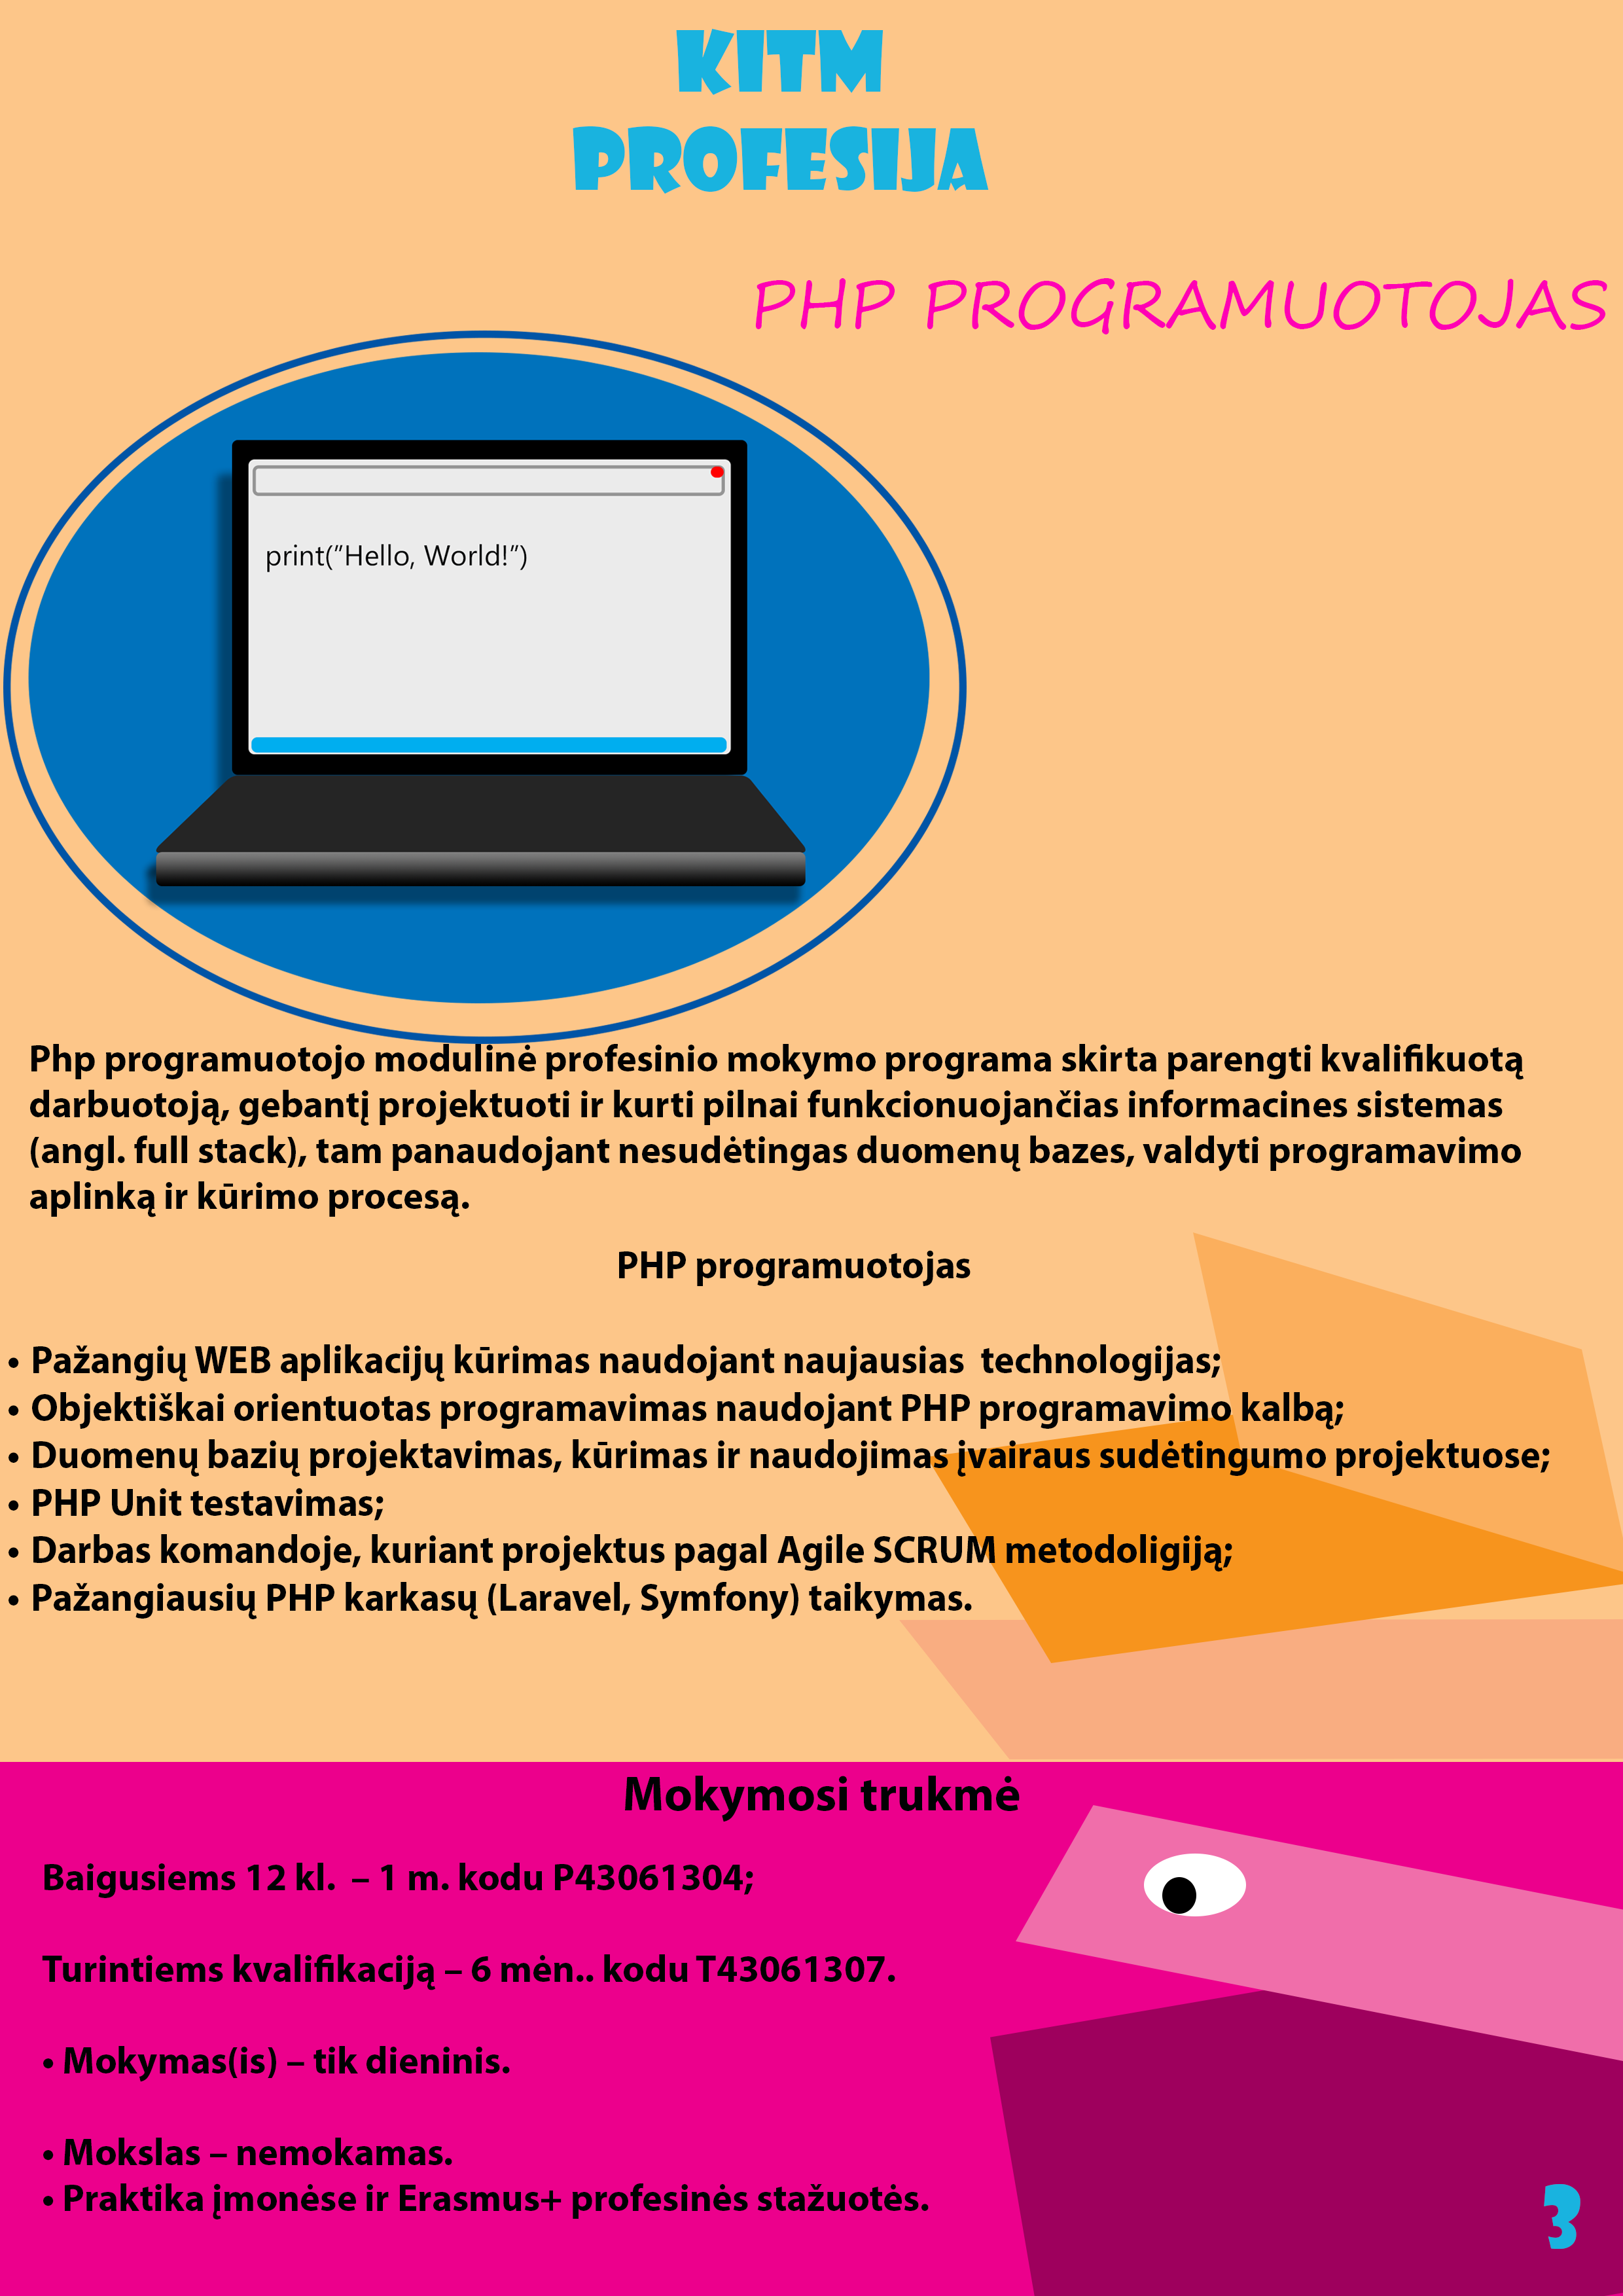 KITM
PROFESIJA
PHP PROGRAMUOTOJAS
print(”Hello, World!”)
Php programuotojo modulinė profesinio mokymo programa skirta parengti kvalifikuotą
darbuotoją, gebantį projektuoti ir kurti pilnai funkcionuojančias informacines sistemas
(angl. full stack), tam panaudojant nesudėtingas duomenų bazes, valdyti programavimo
aplinką ir kūrimo procesą.
PHP programuotojas
• Pažangių WEB aplikacijų kūrimas naudojant naujausias  technologijas;
• Objektiškai orientuotas programavimas naudojant PHP programavimo kalbą;
• Duomenų bazių projektavimas, kūrimas ir naudojimas įvairaus sudėtingumo projektuose;
• PHP Unit testavimas;
• Darbas komandoje, kuriant projektus pagal Agile SCRUM metodoligiją;
• Pažangiausių PHP karkasų (Laravel, Symfony) taikymas.
Mokymosi trukmė
Baigusiems 12 kl.  – 1 m. kodu P43061304;
Turintiems kvalifikaciją – 6 mėn.. kodu T43061307.
• Mokymas(is) – tik dieninis.
• Mokslas – nemokamas.
• Praktika įmonėse ir Erasmus+ profesinės stažuotės.
3